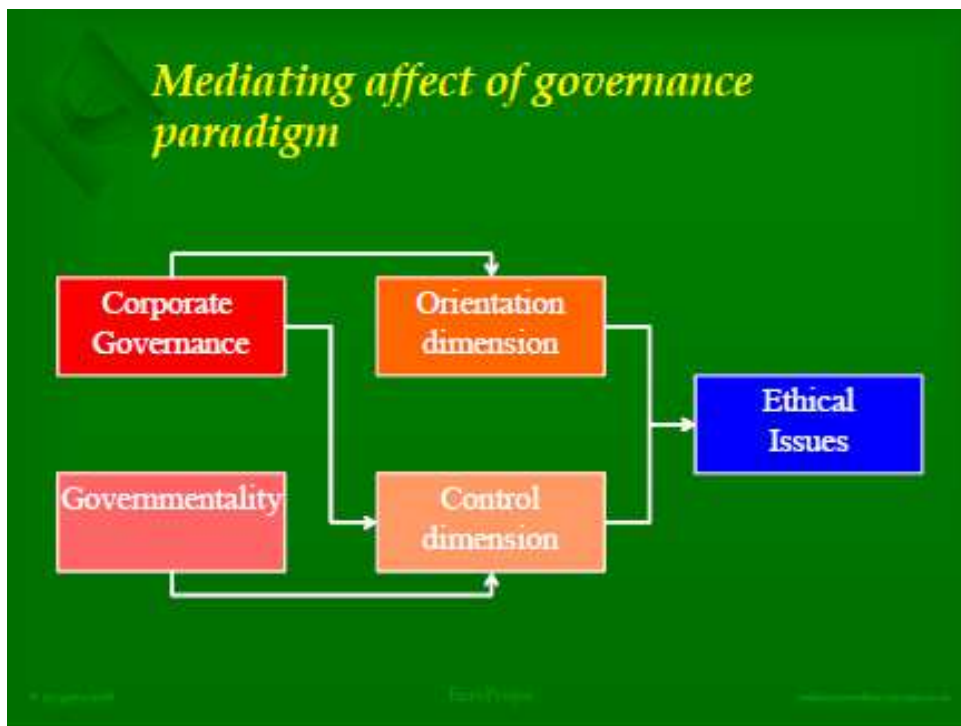 Mediating affect of governance
paradigm
Corporate
Governance
Orientation
dimension
Ethical
Issues
Governmentality
Control
dimension